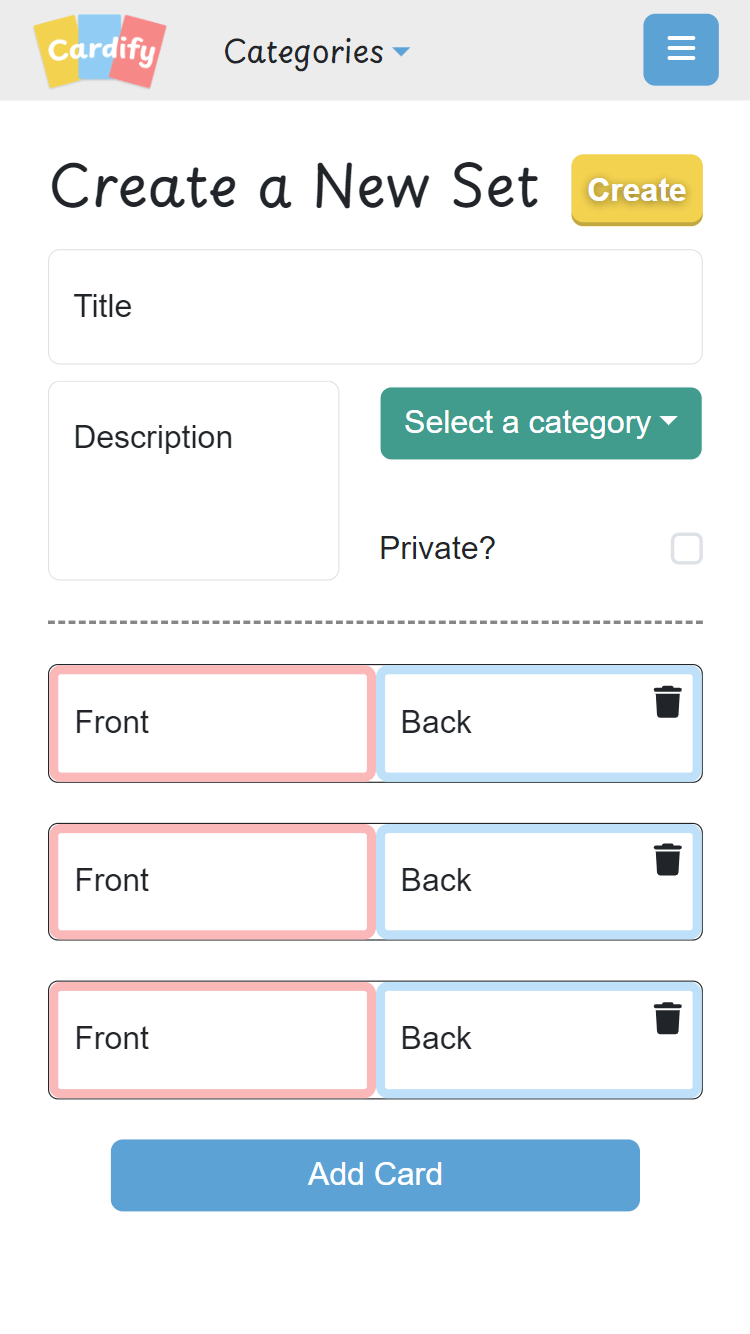 Cardify
Categories
Create a New Set
Create
Title
Description
Select a category
Private?
Front
Back
Front
Back
Front
Back
Add Card